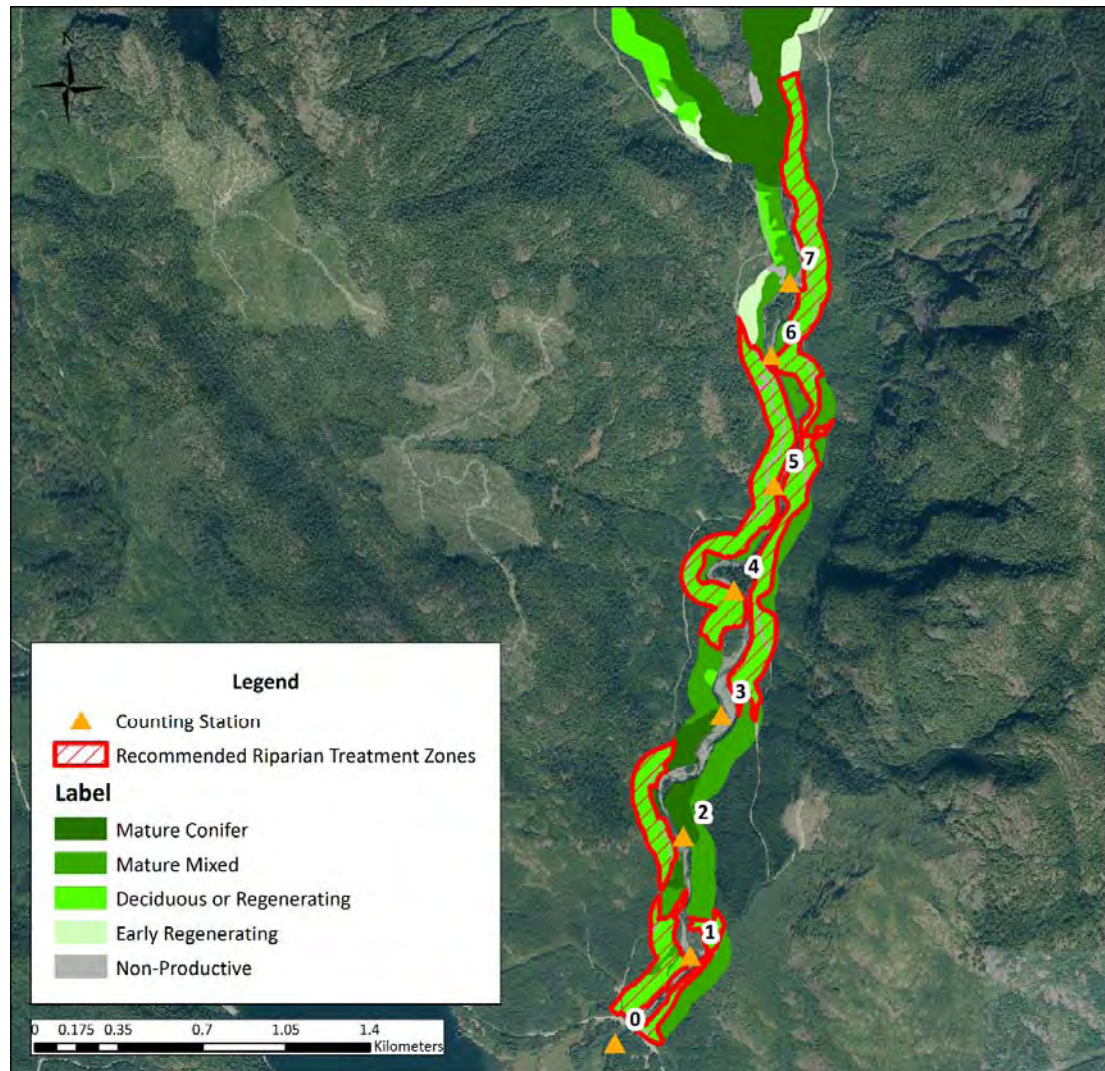 N
7
6
5
4
3
2
1
0
Legend
Counting Station
Recommended Riparian Treatment Zones
Label
Mature Conifer
Mature Mixed
Deciduous or Regenerating
Early Regenerating
Non-Productive
0 0.175 0.35 0.7 1.05 1.4
Kilometers